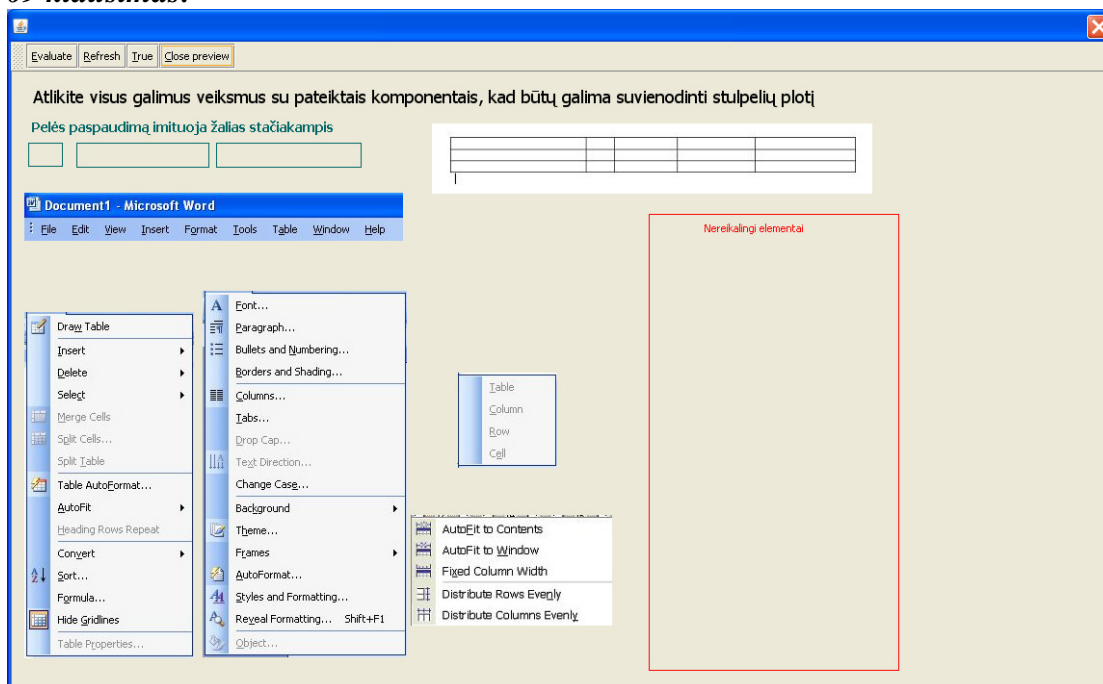 Evaluate Refresh True Close preview
Atlikite visus galimus veiksmus su pateiktais komponentais, kad būtų galima suvienodinti stulpelių plotį
Pelės paspaudimą imituoja žalias stačiakampis
Document1 - Microsoft Word
File Edit View Insert Format Tools Table Window Help
Nereikalingi elementai
Draw Table
Insert
Delete
Select
Merge Cells
Split Cells...
Split Table
Table AutoFormat...
AutoFit
Heading Rows Repeat
Convert
Sort...
Formula...
Hide Gridlines
Table Properties...
Font...
Paragraph...
Bullets and Numbering...
Borders and Shading...
Columns...
Tabs...
Drop Cap...
Text Direction...
Change Case...
Background
Theme...
Frames
AutoFormat...
Styles and Formatting...
Reveal Formatting... Shift+F1
Object...
Table
Column
Row
Cell
AutoFit to Contents
AutoFit to Window
Fixed Column Width
Distribute Rows Evenly
Distribute Columns Evenly